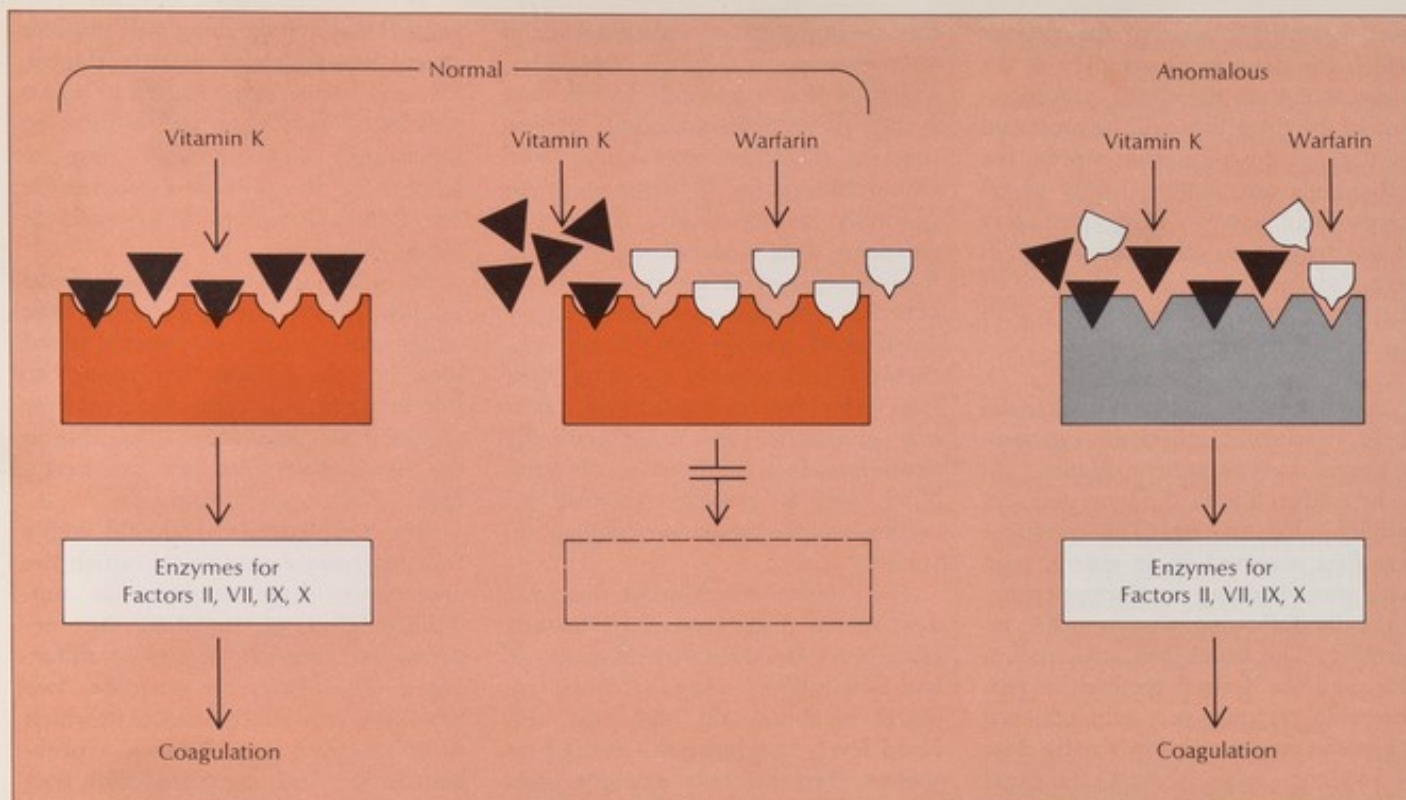 Normal
Anomalous
Vitamin K
Vitamin K
Warfarin
Vitamin K
Warfarin
Enzymes for
Factors II, VII, IX, X
Enzymes for
Factors II, VII, IX, X
Coagulation
Coagulation